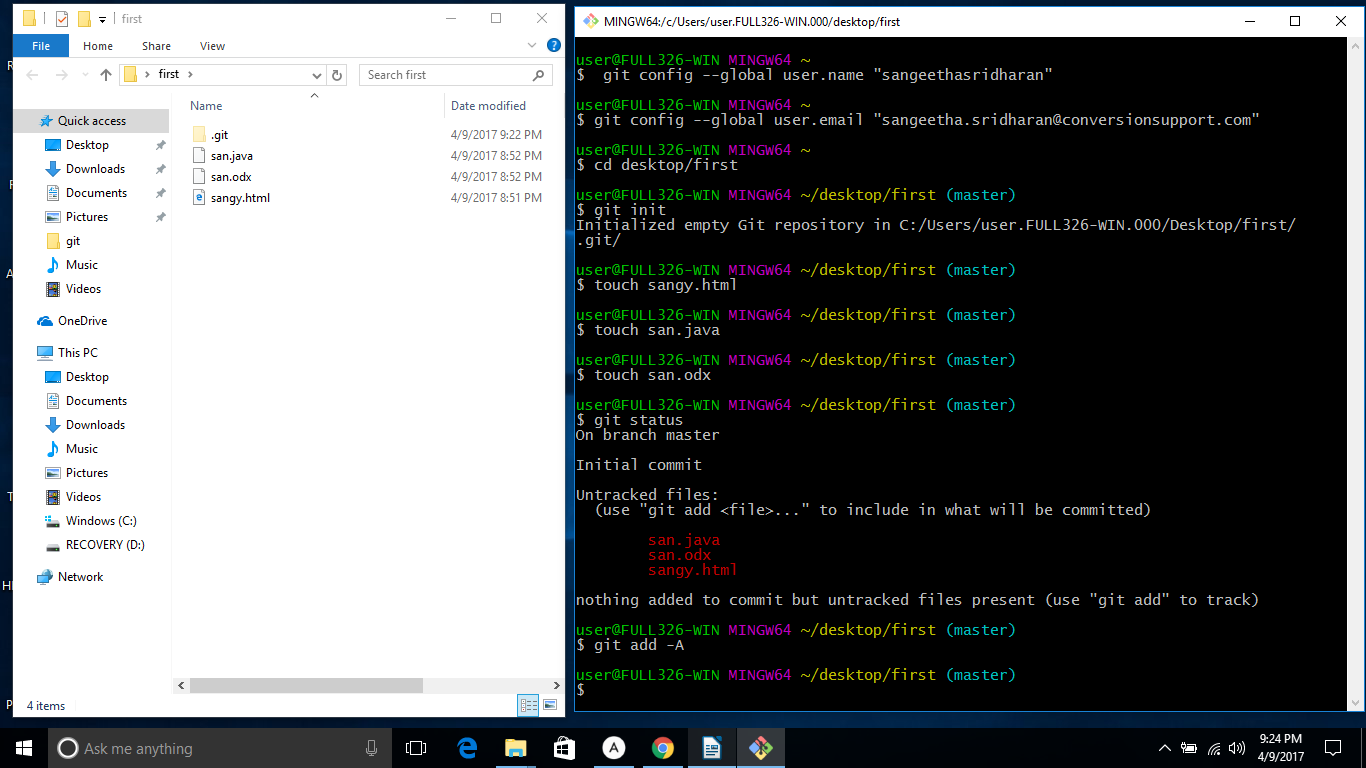 first
File Home Share View
first
Search first
Name Date modified
Quick access
Desktop
Downloads
Documents
Pictures
git
Music
Videos
OneDrive
This PC
Desktop
Documents
Downloads
Music
Pictures
Videos
Windows (C:)
RECOVERY (D:)
Network
.git 4/9/2017 9:22 PM
san.java 4/9/2017 8:52 PM
san.odx 4/9/2017 8:52 PM
sangy.html 4/9/2017 8:51 PM
4 items
MINGW64:/c/Users/user.FULL326-WIN.000/desktop/first
user@FULL326-WIN MINGW64 ~
$  git config --global user.name "sangeethasridharan"
user@FULL326-WIN MINGW64 ~
$ git config --global user.email "sangeetha.sridharan@conversionsupport.com"
user@FULL326-WIN MINGW64 ~
$ cd desktop/first
user@FULL326-WIN MINGW64 ~/desktop/first (master)
$ git init
Initialized empty Git repository in C:/Users/user.FULL326-WIN.000/Desktop/first/
.git/
user@FULL326-WIN MINGW64 ~/desktop/first (master)
$ touch sangy.html
user@FULL326-WIN MINGW64 ~/desktop/first (master)
$ touch san.java
user@FULL326-WIN MINGW64 ~/desktop/first (master)
$ touch san.odx
user@FULL326-WIN MINGW64 ~/desktop/first (master)
$ git status
On branch master
Initial commit
Untracked files:
(use "git add <file>..." to include in what will be committed)
san.java
san.odx
sangy.html
nothing added to commit but untracked files present (use "git add" to track)
user@FULL326-WIN MINGW64 ~/desktop/first (master)
$ git add -A
user@FULL326-WIN MINGW64 ~/desktop/first (master)
$
Ask me anything
9:24 PM
4/9/2017